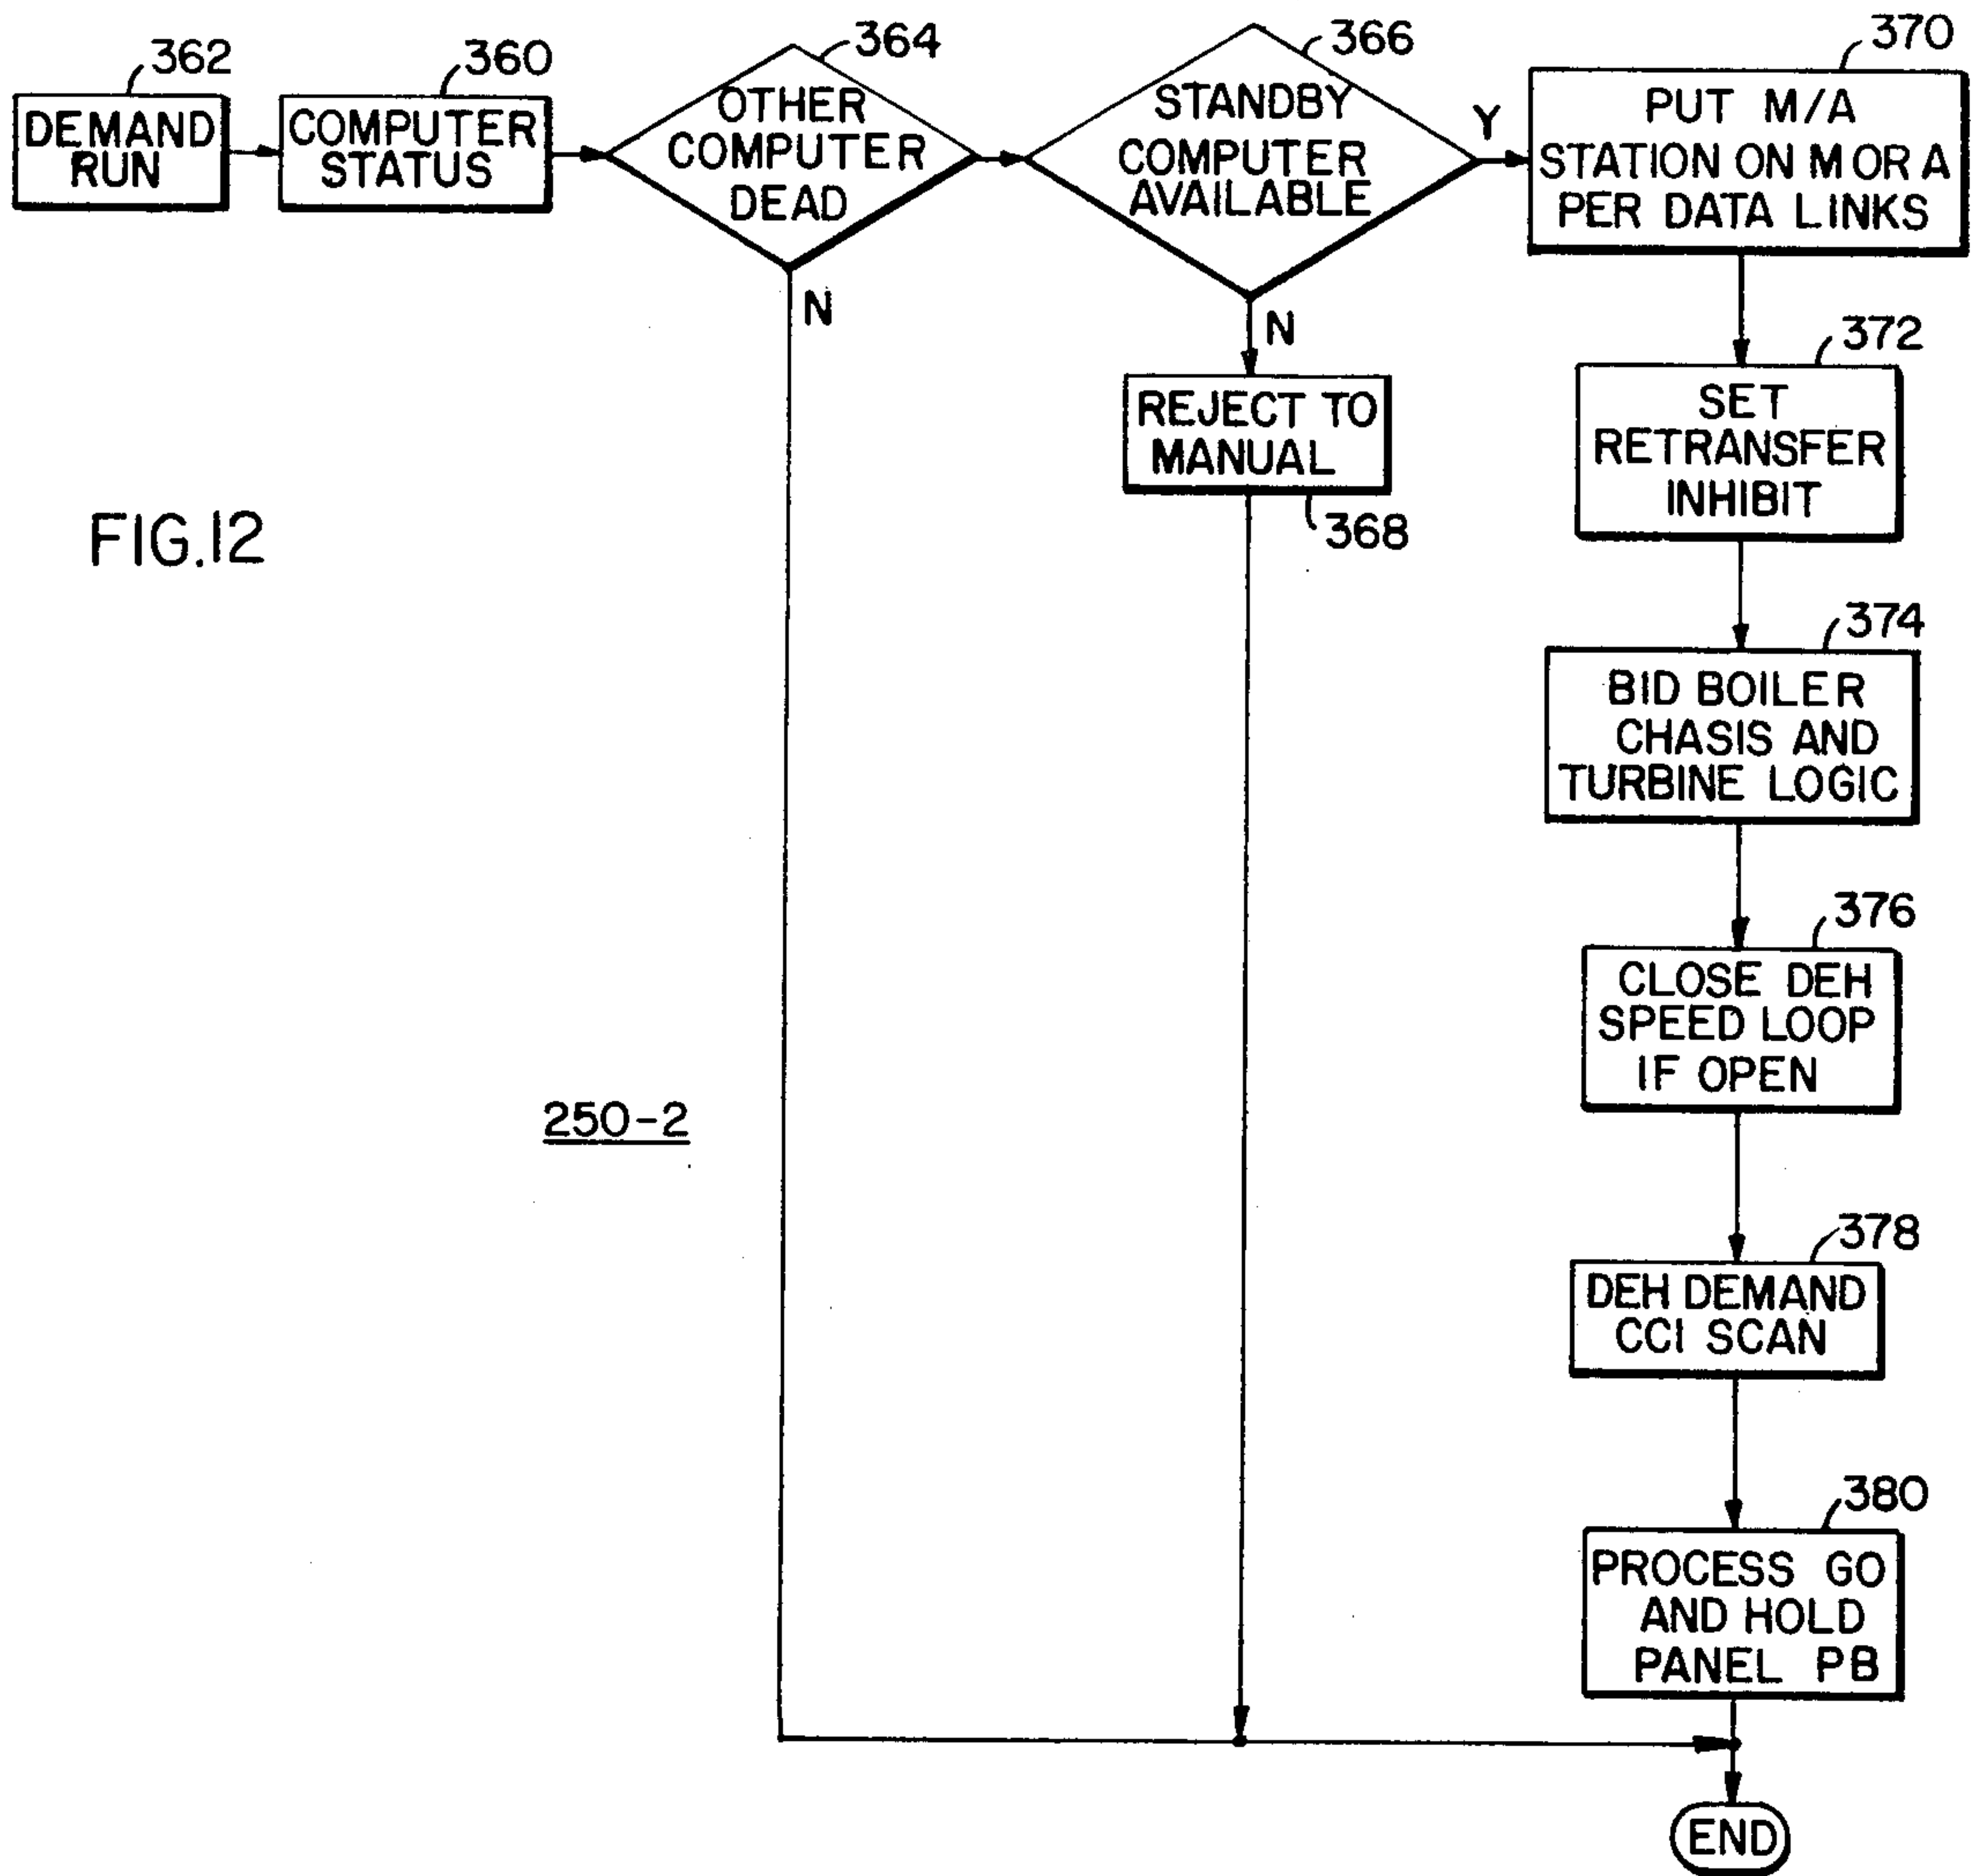 362
DEMAND
RUN
360
COMPUTER
STATUS
364
OTHER
COMPUTER
DEAD
N
366
STANDBY
COMPUTER
AVAILABLE
Y
N
REJECT TO
MANUAL
368
370
PUT M/A
STATION ON M OR A
PER DATA LINKS
372
SET
RETRANSFER
INHIBIT
374
BID BOILER
CHASIS AND
TURBINE LOGIC
376
CLOSE DEH
SPEED LOOP
IF OPEN
378
DEH DEMAND
CCI SCAN
380
PROCESS GO
AND HOLD
PANEL PB
END
FIG.12
250-2